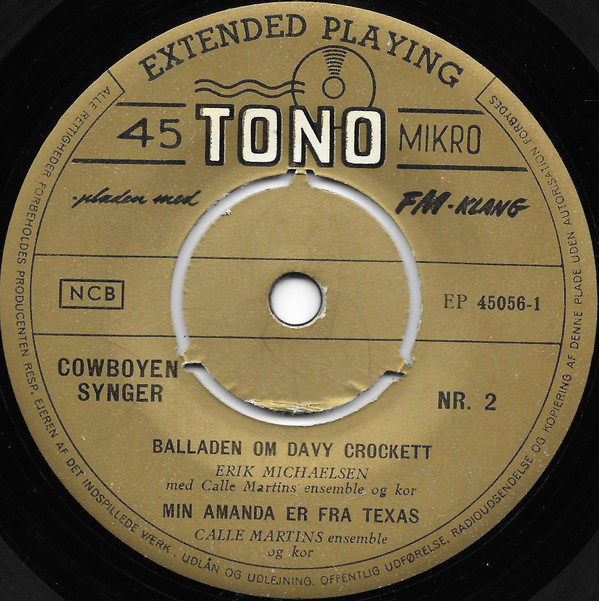 EXTENDED PLAYING
45 TONO MIKRO
-pladen med FM-KLANG
NCB
EP 45056-1
COWBOYEN
SYNGER
NR. 2
BALLADEN OM DAVY CROCKETT
ERIK MICHAELSEN
med Calle Martins ensemble og kor
MIN AMANDA ER FRA TEXAS
CALLE MARTINS ensemble
og kor
ALLE RETTIGHEDER FORBEHOLDES PRODUCENTEN RESP. EJEREN AF DET INDSPILLEDE VÆRK. UDLÅN OG UDLEJNING, OFFENTLIG UDFØRELSE, RADIOUDSENDELSE OG KOPIERING AF DENNE PLADE UDEN AUTORISATION FORBYDES